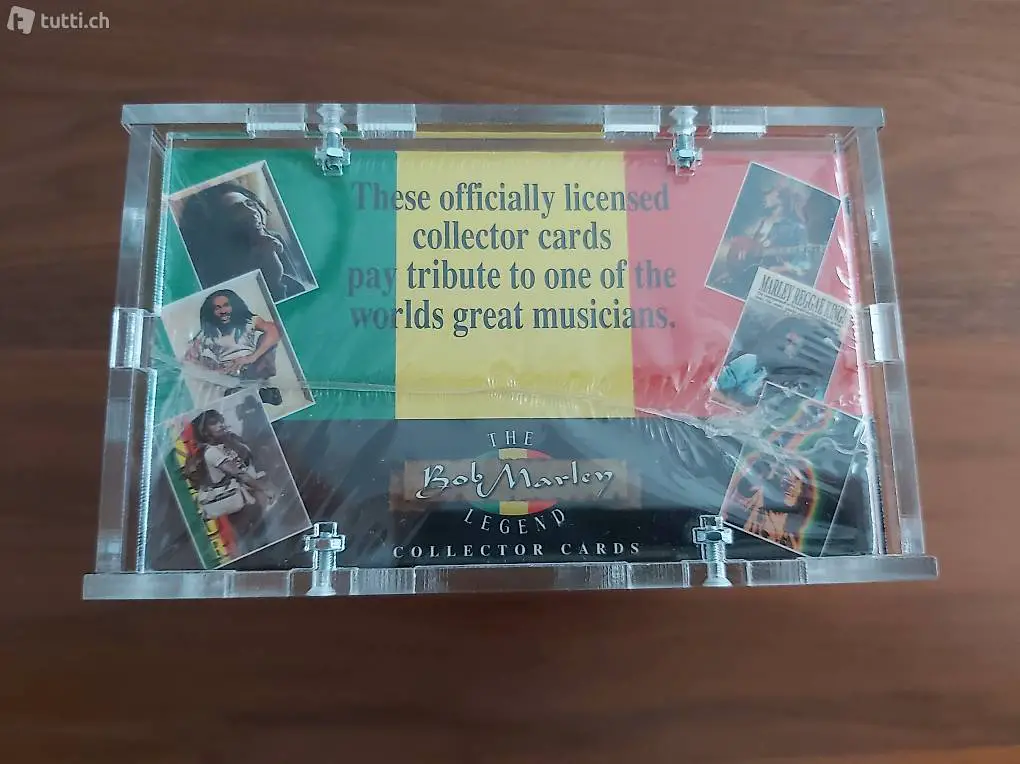 tutti.ch
These officially licensed
collector cards
pay tribute to one of the
worlds great musicians.
MARLEY REGGAE KING
THE
Bob Marley
LEGEND
COLLECTOR CARDS